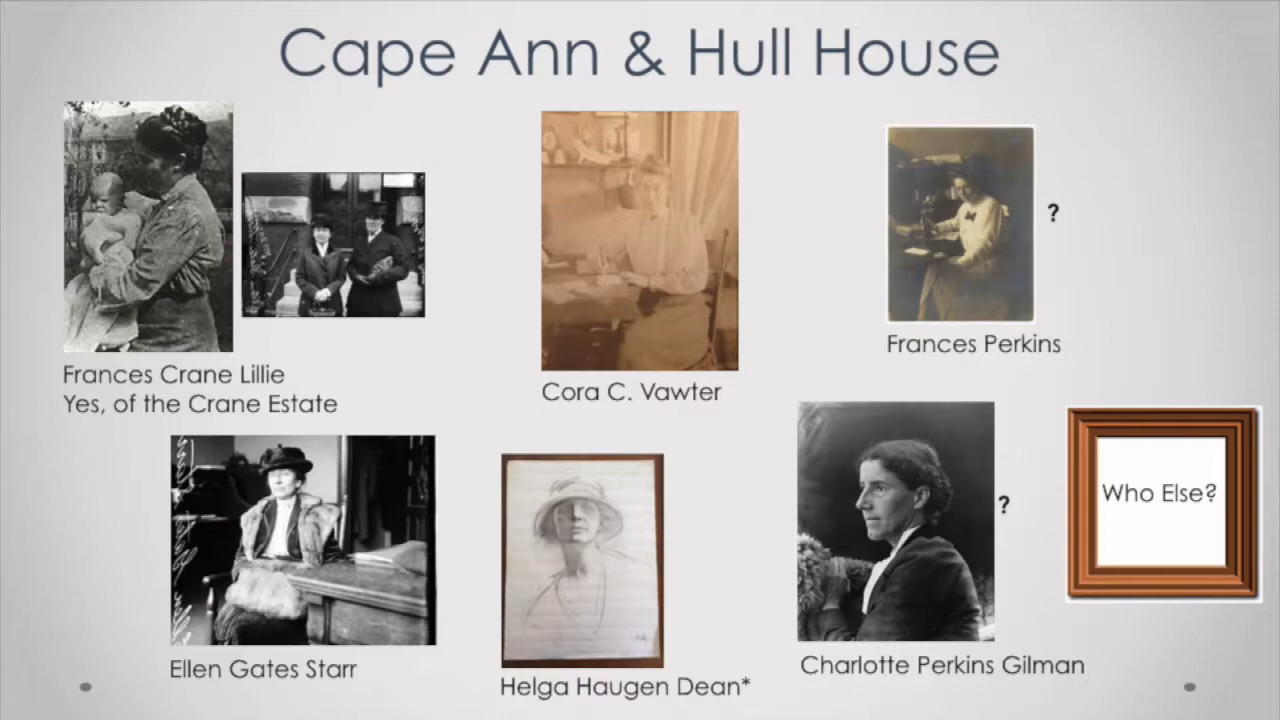 Cape Ann & Hull House
Frances Crane Lillie
Yes, of the Crane Estate
Cora C. Vawter
?
Frances Perkins
Ellen Gates Starr
Helga Haugen Dean*
?
Charlotte Perkins Gilman
Who Else?